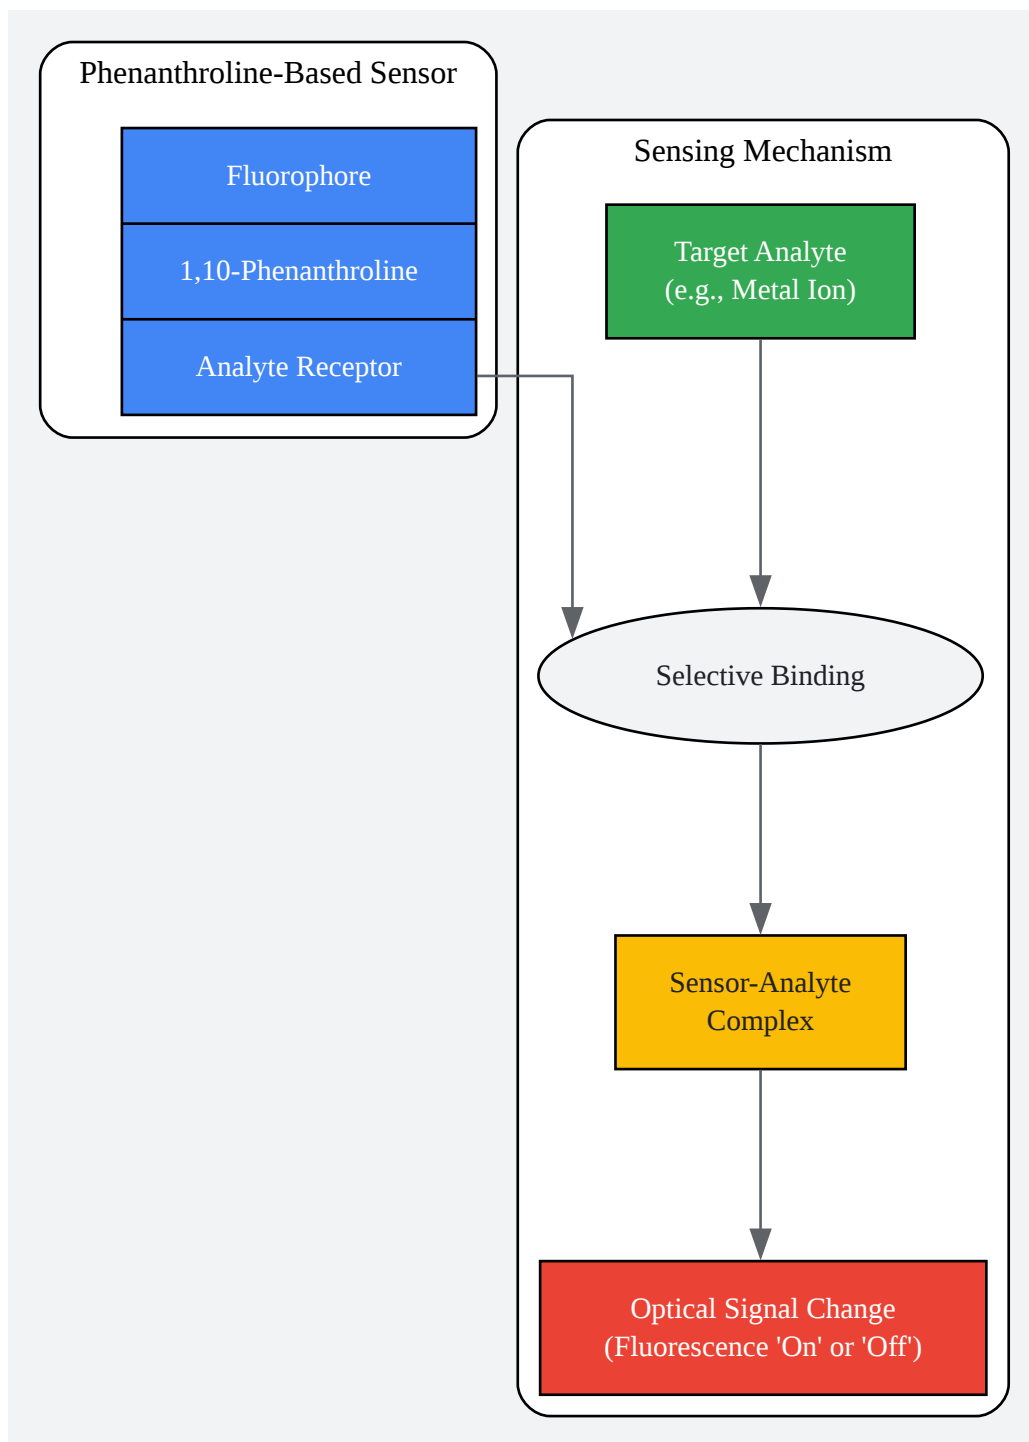 Phenanthroline-Based Sensor
Fluorophore
1,10-Phenanthroline
Analyte Receptor
Sensing Mechanism
Target Analyte
(e.g., Metal Ion)
Selective Binding
Sensor-Analyte
Complex
Optical Signal Change
(Fluorescence 'On' or 'Off')